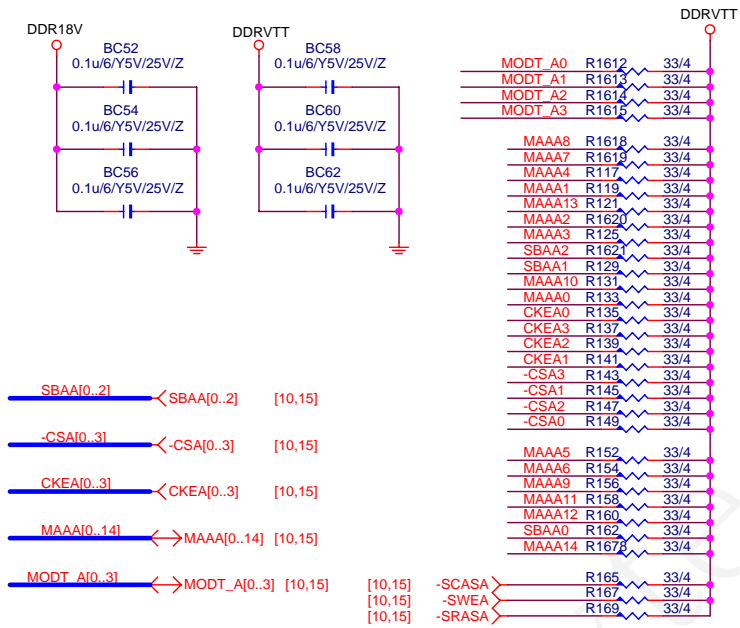 DDR18V
BC52
0.1u/6/Y5V/25V/Z
BC54
0.1u/6/Y5V/25V/Z
BC56
0.1u/6/Y5V/25V/Z
DDRVTT
BC58
0.1u/6/Y5V/25V/Z
BC60
0.1u/6/Y5V/25V/Z
BC62
0.1u/6/Y5V/25V/Z
SBAA[0..2] SBAA[0..2] [10,15]
-CSA[0..3] -CSA[0..3] [10,15]
CKEA[0..3] CKEA[0..3] [10,15]
MAAA[0..14] MAAA[0..14] [10,15]
MODT_A[0..3] MODT_A[0..3] [10,15]
DDRVTT
MODT_A0 R1612 33/4
MODT_A1 R1613 33/4
MODT_A2 R1614 33/4
MODT_A3 R1615 33/4
MAAA8 R1618 33/4
MAAA7 R1619 33/4
MAAA4 R117 33/4
MAAA1 R119 33/4
MAAA13 R121 33/4
MAAA2 R1620 33/4
MAAA3 R125 33/4
SBAA2 R1621 33/4
SBAA1 R129 33/4
MAAA10 R131 33/4
MAAA0 R133 33/4
CKEA0 R135 33/4
CKEA3 R137 33/4
CKEA2 R139 33/4
CKEA1 R141 33/4
-CSA3 R143 33/4
-CSA1 R145 33/4
-CSA2 R147 33/4
-CSA0 R149 33/4
MAAA5 R152 33/4
MAAA6 R154 33/4
MAAA9 R156 33/4
MAAA11 R158 33/4
MAAA12 R160 33/4
SBAA0 R162 33/4
MAAA14 R1678 33/4
[10,15] -SCASA R165 33/4
[10,15] -SWEA R167 33/4
[10,15] -SRASA R169 33/4